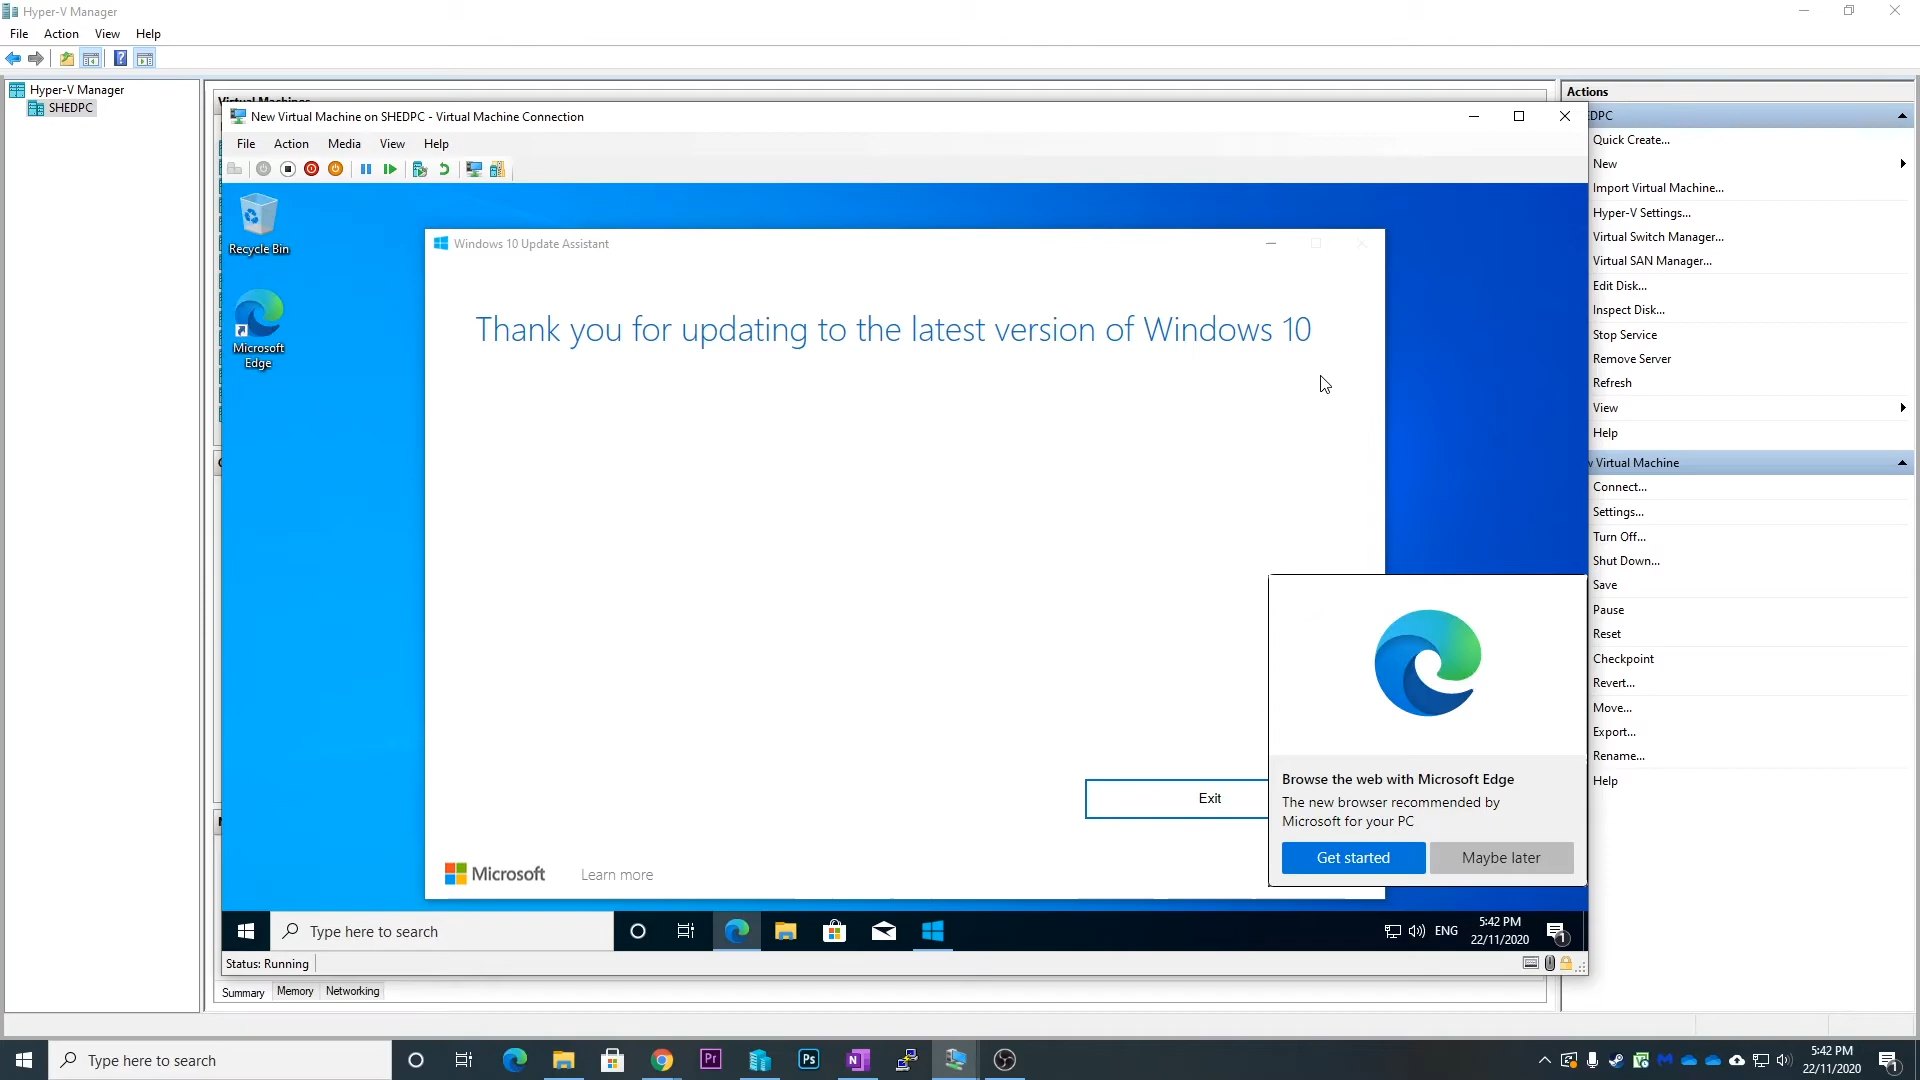 Hyper-V Manager
File Action View Help
Hyper-V Manager
SHEDPC
Virtual Machines
New Virtual Machine on SHEDPC - Virtual Machine Connection
File Action Media View Help
Recycle Bin
Microsoft
Edge
Windows 10 Update Assistant
Thank you for updating to the latest version of Windows 10
Exit
Microsoft
Learn more
Browse the web with Microsoft Edge
The new browser recommended by
Microsoft for your PC
Get started
Maybe later
Type here to search
ENG
5:42 PM
22/11/2020
1
Status: Running
Summary Memory Networking
Actions
DPC
Quick Create...
New
Import Virtual Machine...
Hyper-V Settings...
Virtual Switch Manager...
Virtual SAN Manager...
Edit Disk...
Inspect Disk...
Stop Service
Remove Server
Refresh
View
Help
Virtual Machine
Connect...
Settings...
Turn Off...
Shut Down...
Save
Pause
Reset
Checkpoint
Revert...
Move...
Export...
Rename...
Help
Type here to search
Pr
Ps
N
5:42 PM
22/11/2020
1